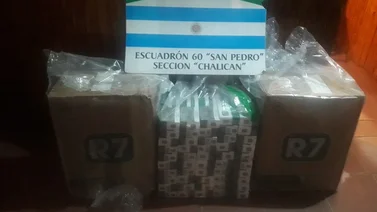 ESCUADRÓN 60 "SAN PEDRO"
SECCION "CHALICAN"
R7
R7